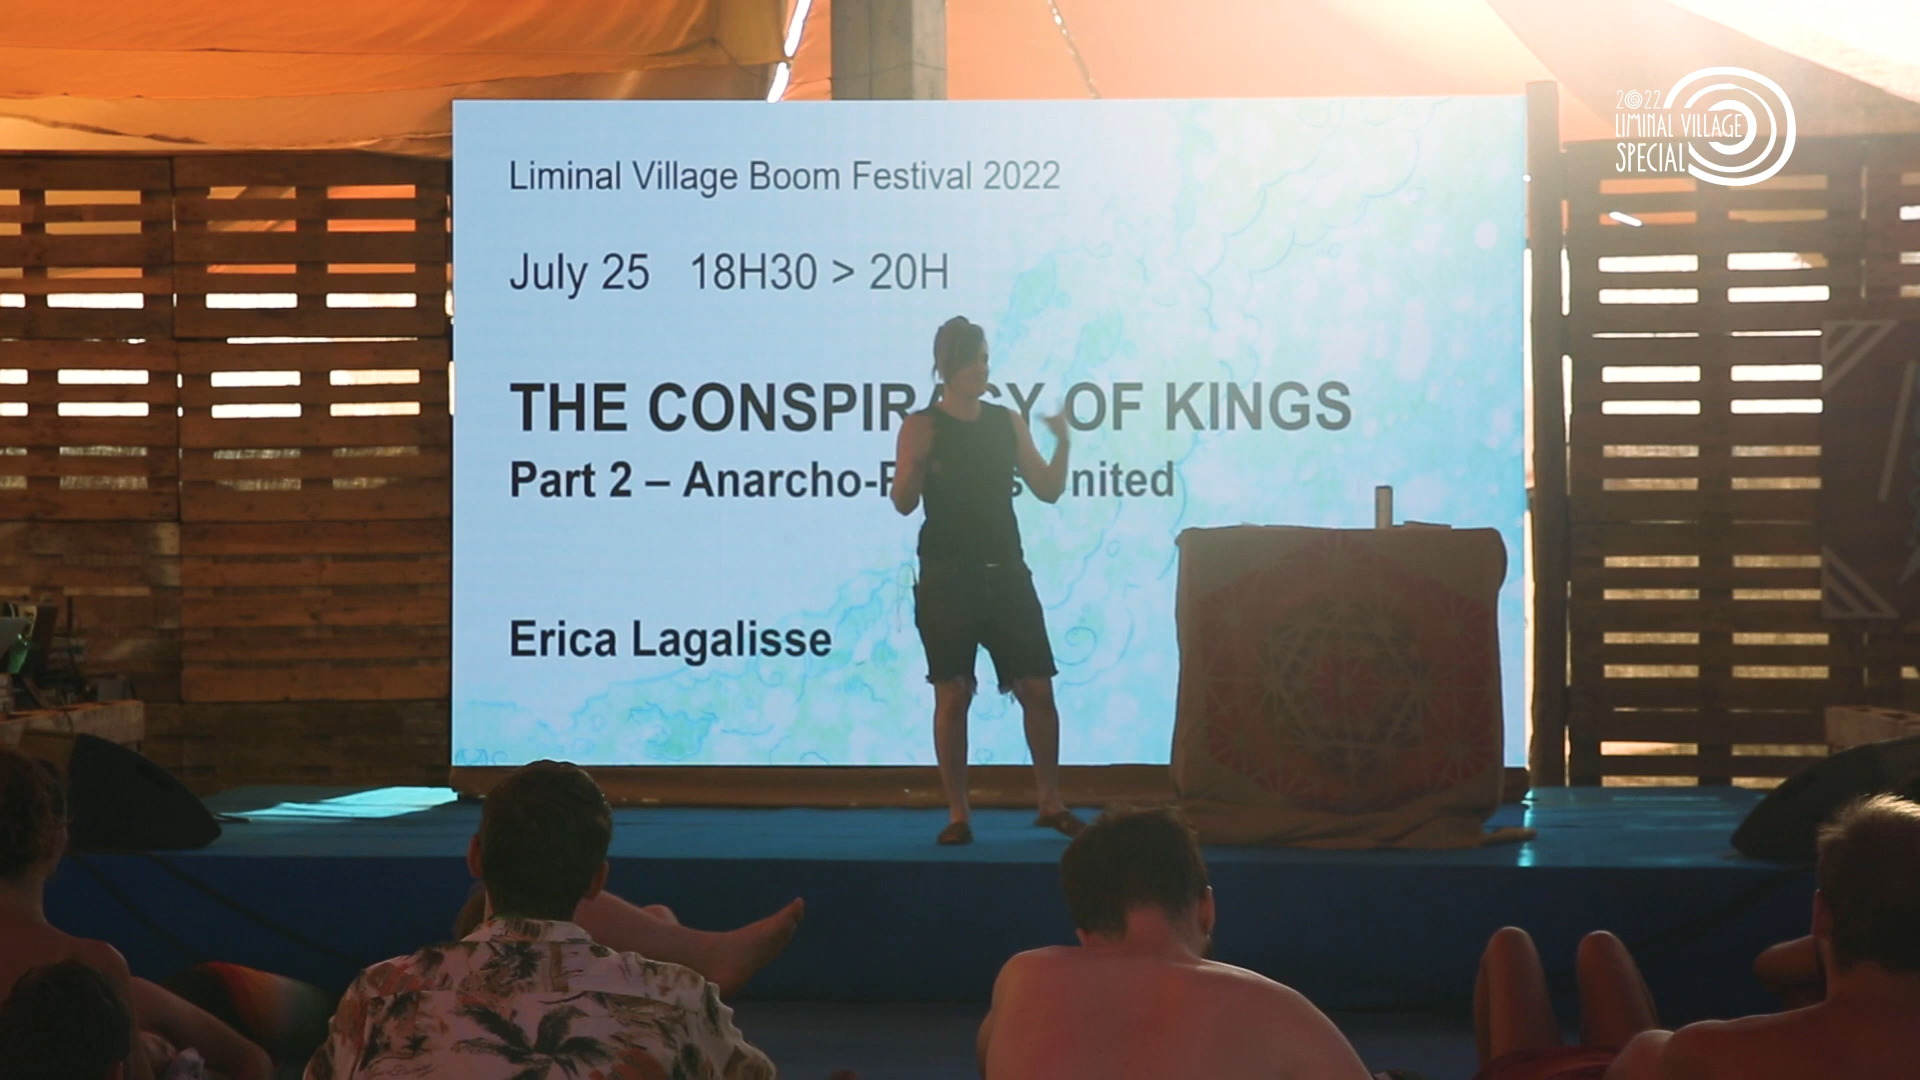 Liminal Village Boom Festival 2022
July 25 18H30 > 20H
THE CONSPIRACY OF KINGS
Part 2 – Anarcho- nited
Erica Lagalisse
2022
LIMINAL VILLAGE
SPECIAL